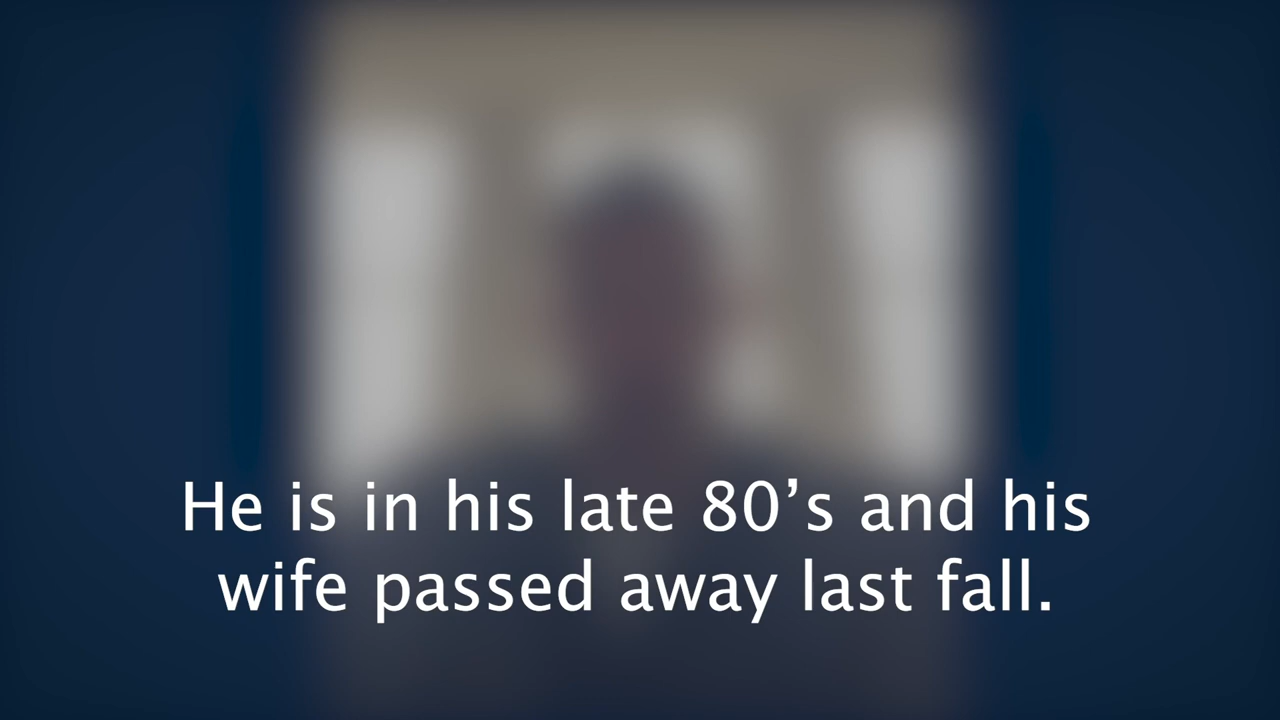 He is in his late 80’s and his
wife passed away last fall.